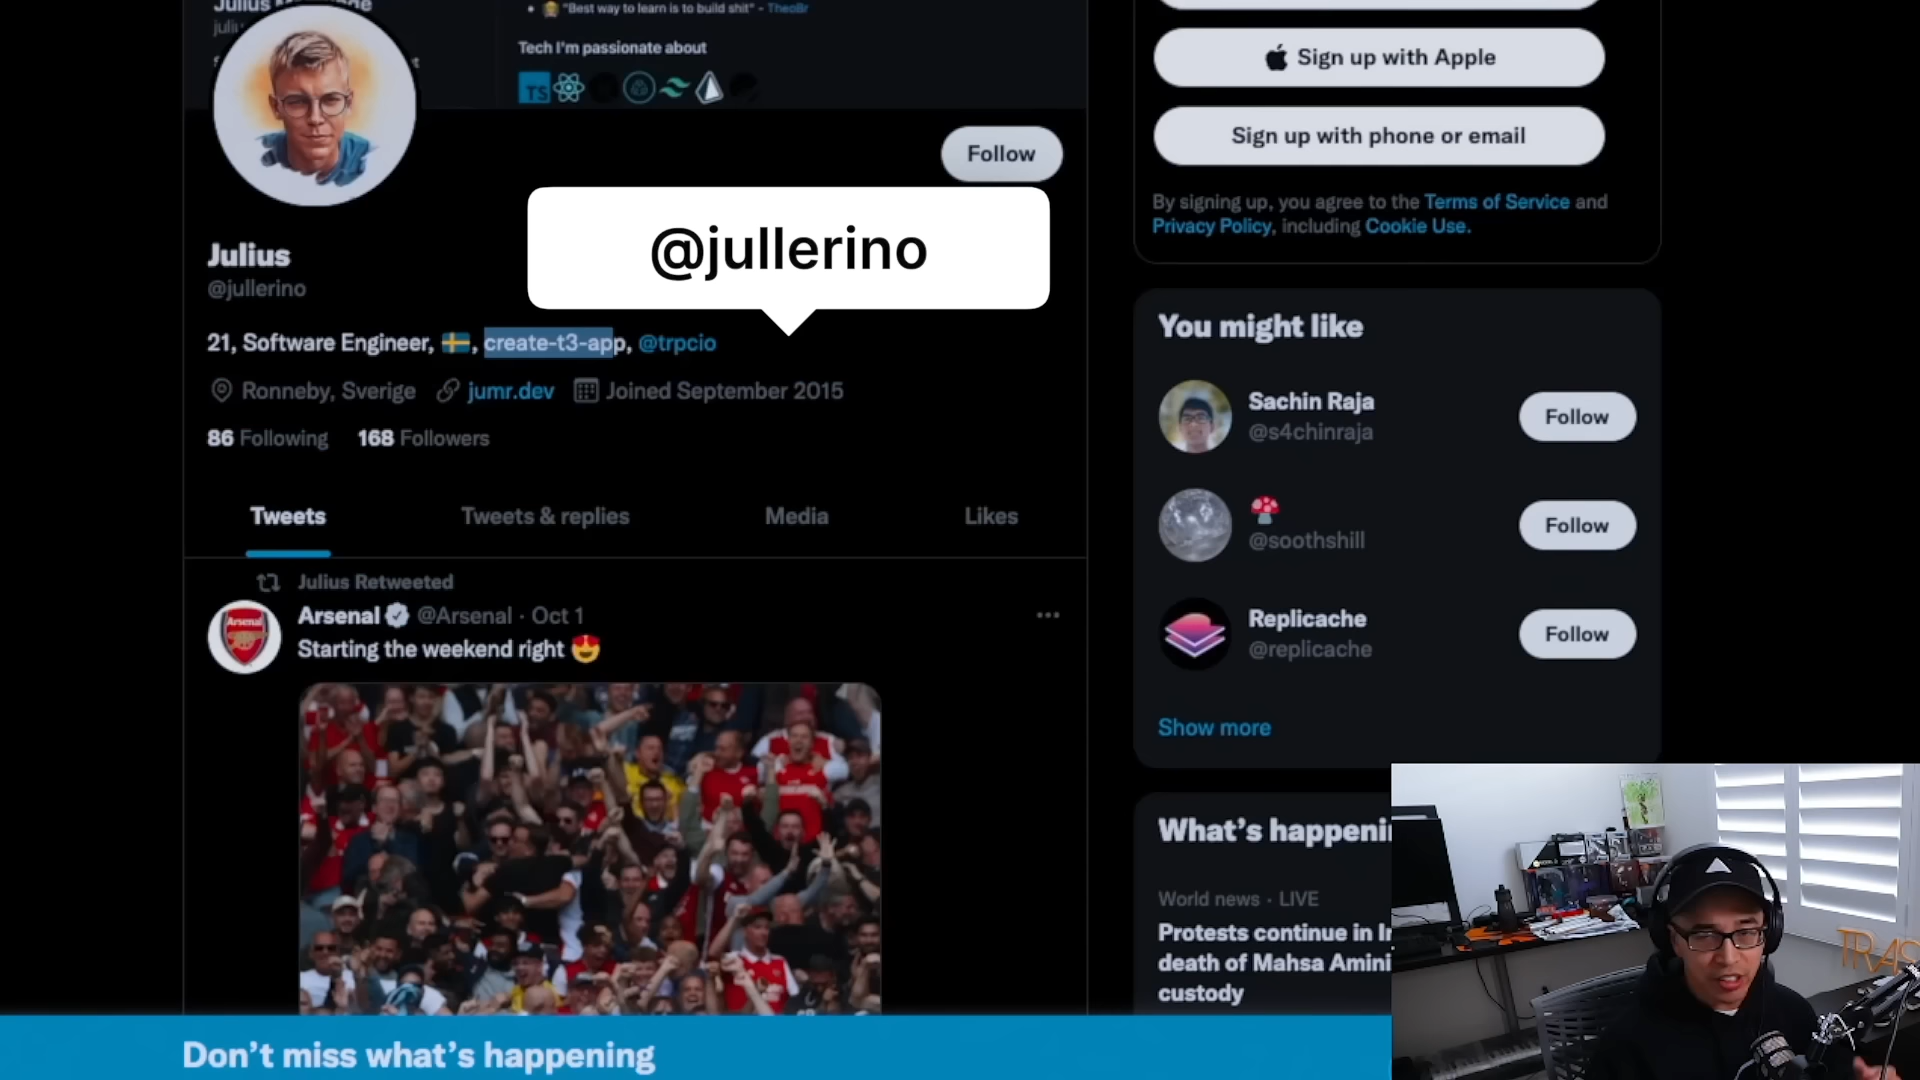 "Best way to learn is to build shit" - TheoBr
Tech I'm passionate about
TS
Follow
@jullerino
Julius
@jullerino
21, Software Engineer, 🇸🇪, create-t3-app, @trpcio
Ronneby, Sverige jumr.dev Joined September 2015
86 Following 168 Followers
Tweets Tweets & replies Media Likes
Julius Retweeted
Arsenal @Arsenal · Oct 1
Starting the weekend right 😍
Arsenal
Don't miss what's happening
Sign up with Apple
Sign up with phone or email
By signing up, you agree to the Terms of Service and
Privacy Policy, including Cookie Use.
You might like
Sachin Raja
@s4chinraja
Follow
🍄
@soothshill
Follow
Replicache
@replicache
Follow
Show more
What's happeni
World news · LIVE
Protests continue in Ir
death of Mahsa Amini
custody
TRAS